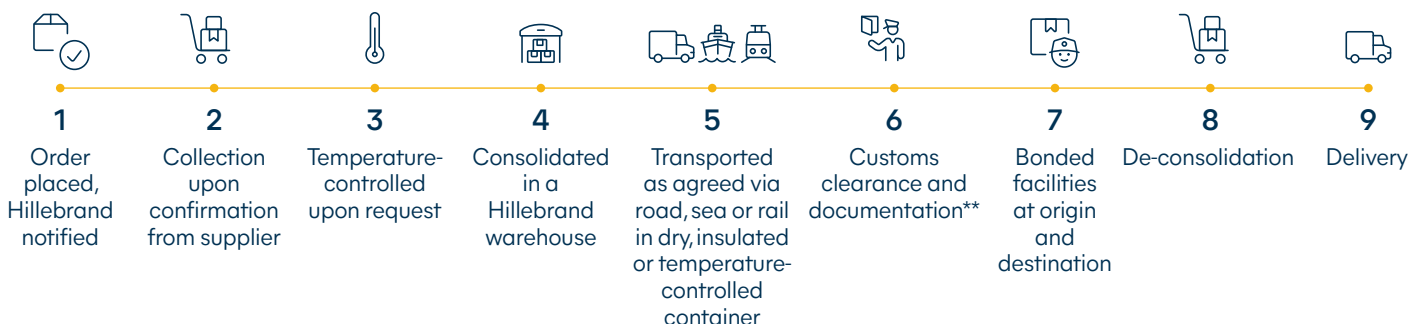 1
Order
placed,
Hillebrand
notified
2
Collection
upon
confirmation
from supplier
3
Temperature-
controlled
upon request
4
Consolidated
in a
Hillebrand
warehouse
5
Transported
as agreed via
road, sea or rail
in dry, insulated
or temperature-
controlled
container
6
Customs
clearance and
documentation**
7
Bonded
facilities
at origin
and
destination
8
De-consolidation
9
Delivery